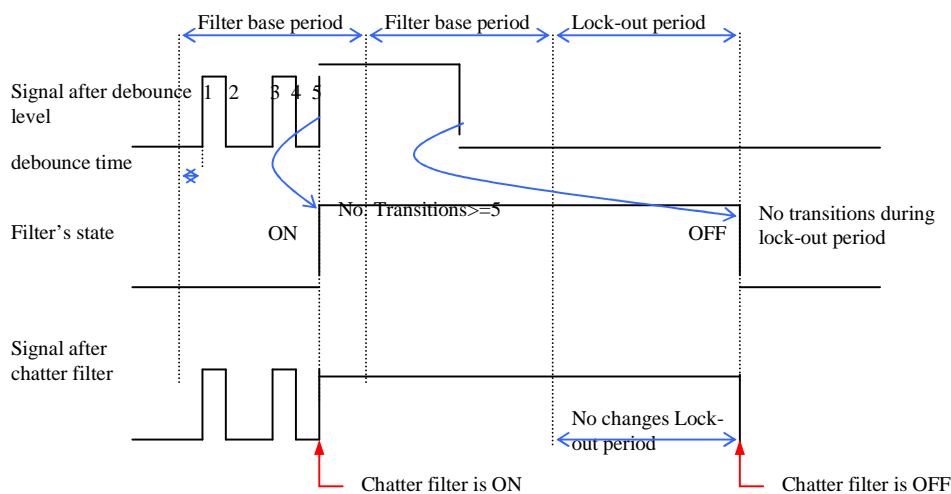 Filter base period
Filter base period
Lock-out period
Signal after debounce
level
1
2
3
4
5
debounce time
No: Transitions>=5
Filter's state
ON
OFF
No transitions during
lock-out period
Signal after
chatter filter
No changes Lock-
out period
Chatter filter is ON
Chatter filter is OFF